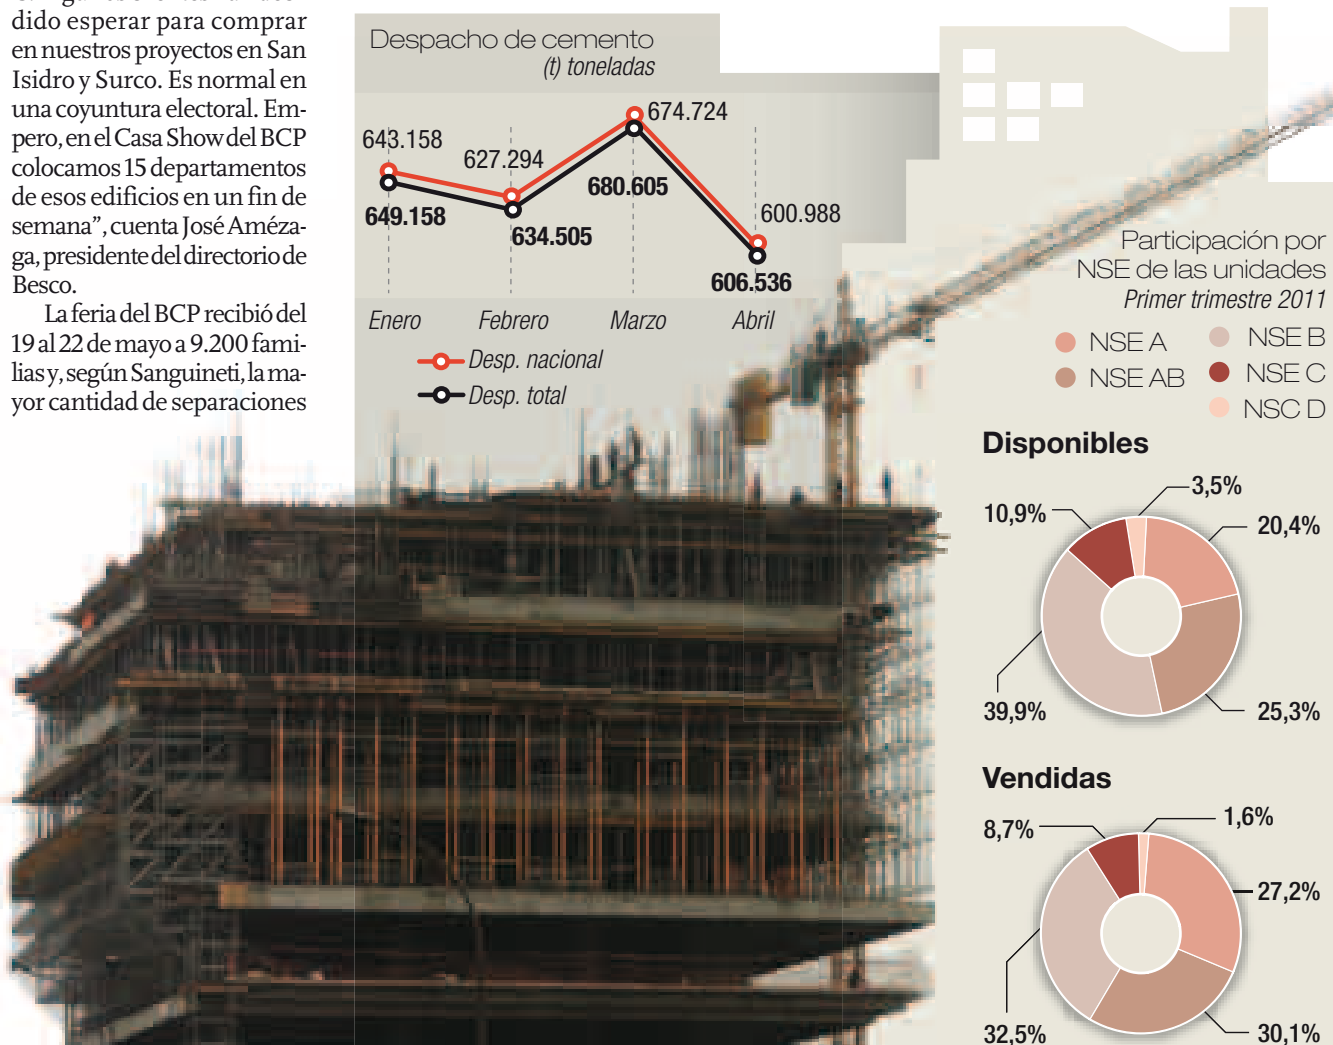 dido esperar para comprar
en nuestros proyectos en San
Isidro y Surco. Es normal en
una coyuntura electoral. Em-
pero, en el Casa Show del BCP
colocamos 15 departamentos
de esos edificios en un fin de
semana”, cuenta José Améza-
ga, presidente del directorio de
Besco.
La feria del BCP recibió del
19 al 22 de mayo a 9.200 fami-
lias y, según Sanguineti, la ma-
yor cantidad de separaciones
Despacho de cemento
(t) toneladas
643.158
627.294
674.724
600.988
649.158
634.505
680.605
606.536
Enero
Febrero
Marzo
Abril
Desp. nacional
Desp. total
Participación por
NSE de las unidades
Primer trimestre 2011
NSE A
NSE B
NSE AB
NSE C
NSC D
Disponibles
3,5%
10,9%
20,4%
39,9%
25,3%
Vendidas
1,6%
8,7%
27,2%
32,5%
30,1%